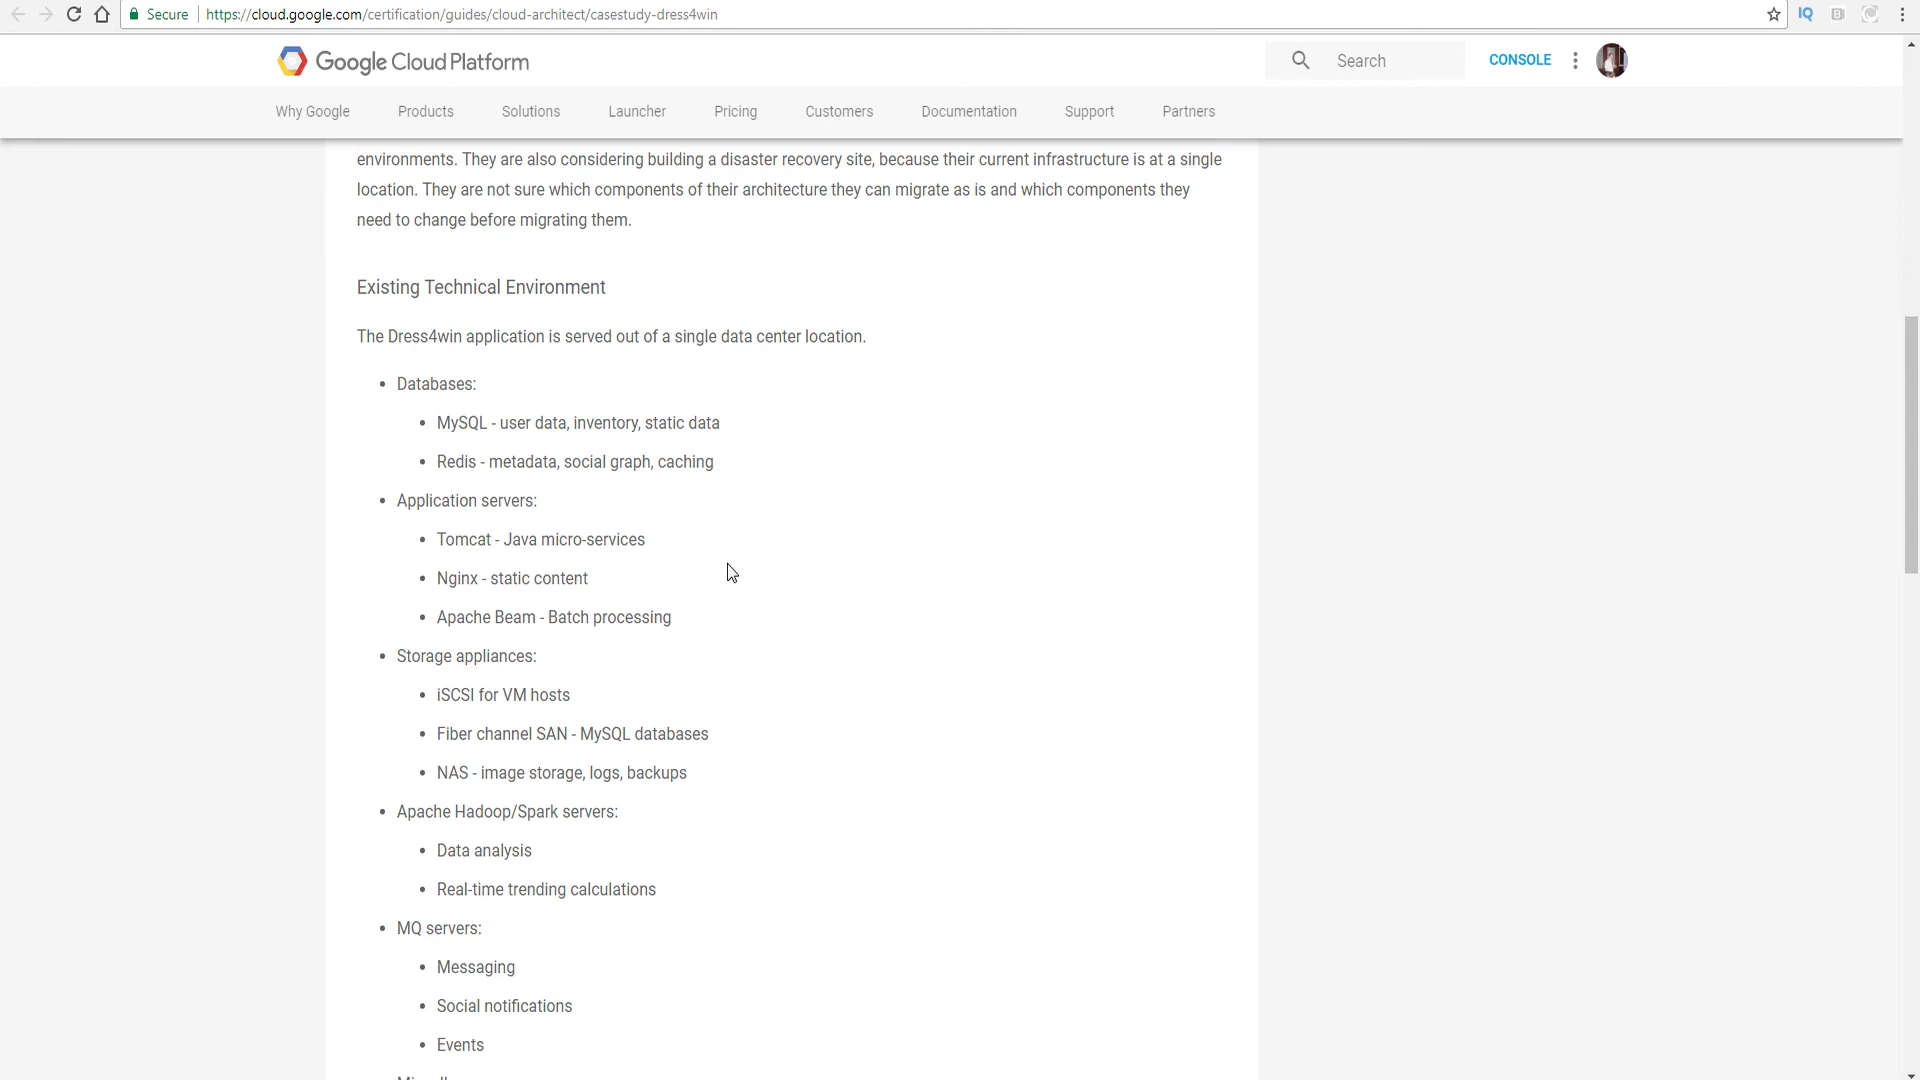 Secure https://cloud.google.com/certification/guides/cloud-architect/casestudy-dress4win IQ
Google Cloud Platform Search CONSOLE
Why Google Products Solutions Launcher Pricing Customers Documentation Support Partners
environments. They are also considering building a disaster recovery site, because their current infrastructure is at a single
location. They are not sure which components of their architecture they can migrate as is and which components they
need to change before migrating them.
Existing Technical Environment
The Dress4win application is served out of a single data center location.
• Databases:
• MySQL - user data, inventory, static data
• Redis - metadata, social graph, caching
• Application servers:
• Tomcat - Java micro-services
• Nginx - static content
• Apache Beam - Batch processing
• Storage appliances:
• iSCSI for VM hosts
• Fiber channel SAN - MySQL databases
• NAS - image storage, logs, backups
• Apache Hadoop/Spark servers:
• Data analysis
• Real-time trending calculations
• MQ servers:
• Messaging
• Social notifications
• Events